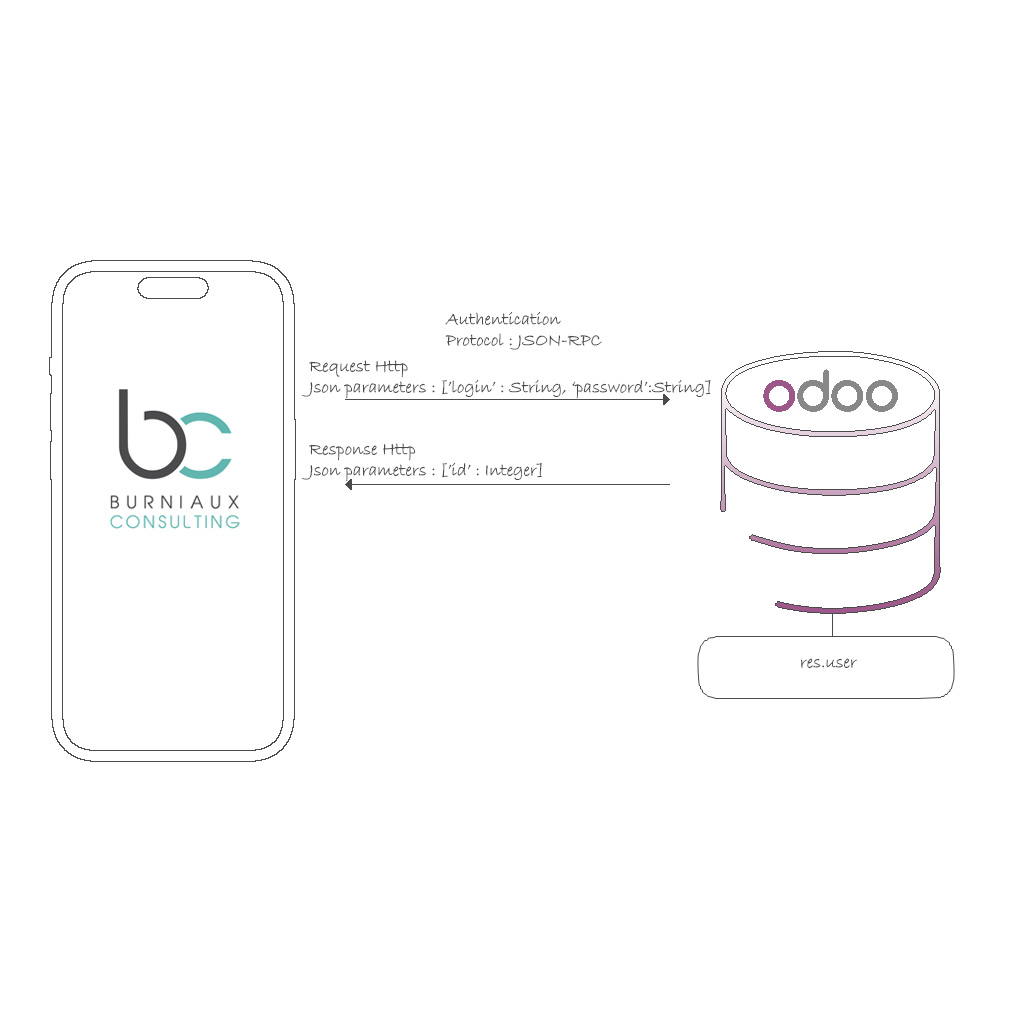 Authentication
Protocol : JSON-RPC
Request Http
Json parameters : ['login' : String, 'password':String]
Response Http
Json parameters : ['id' : Integer]
bc
BURNIAUX
CONSULTING
odoo
res.user